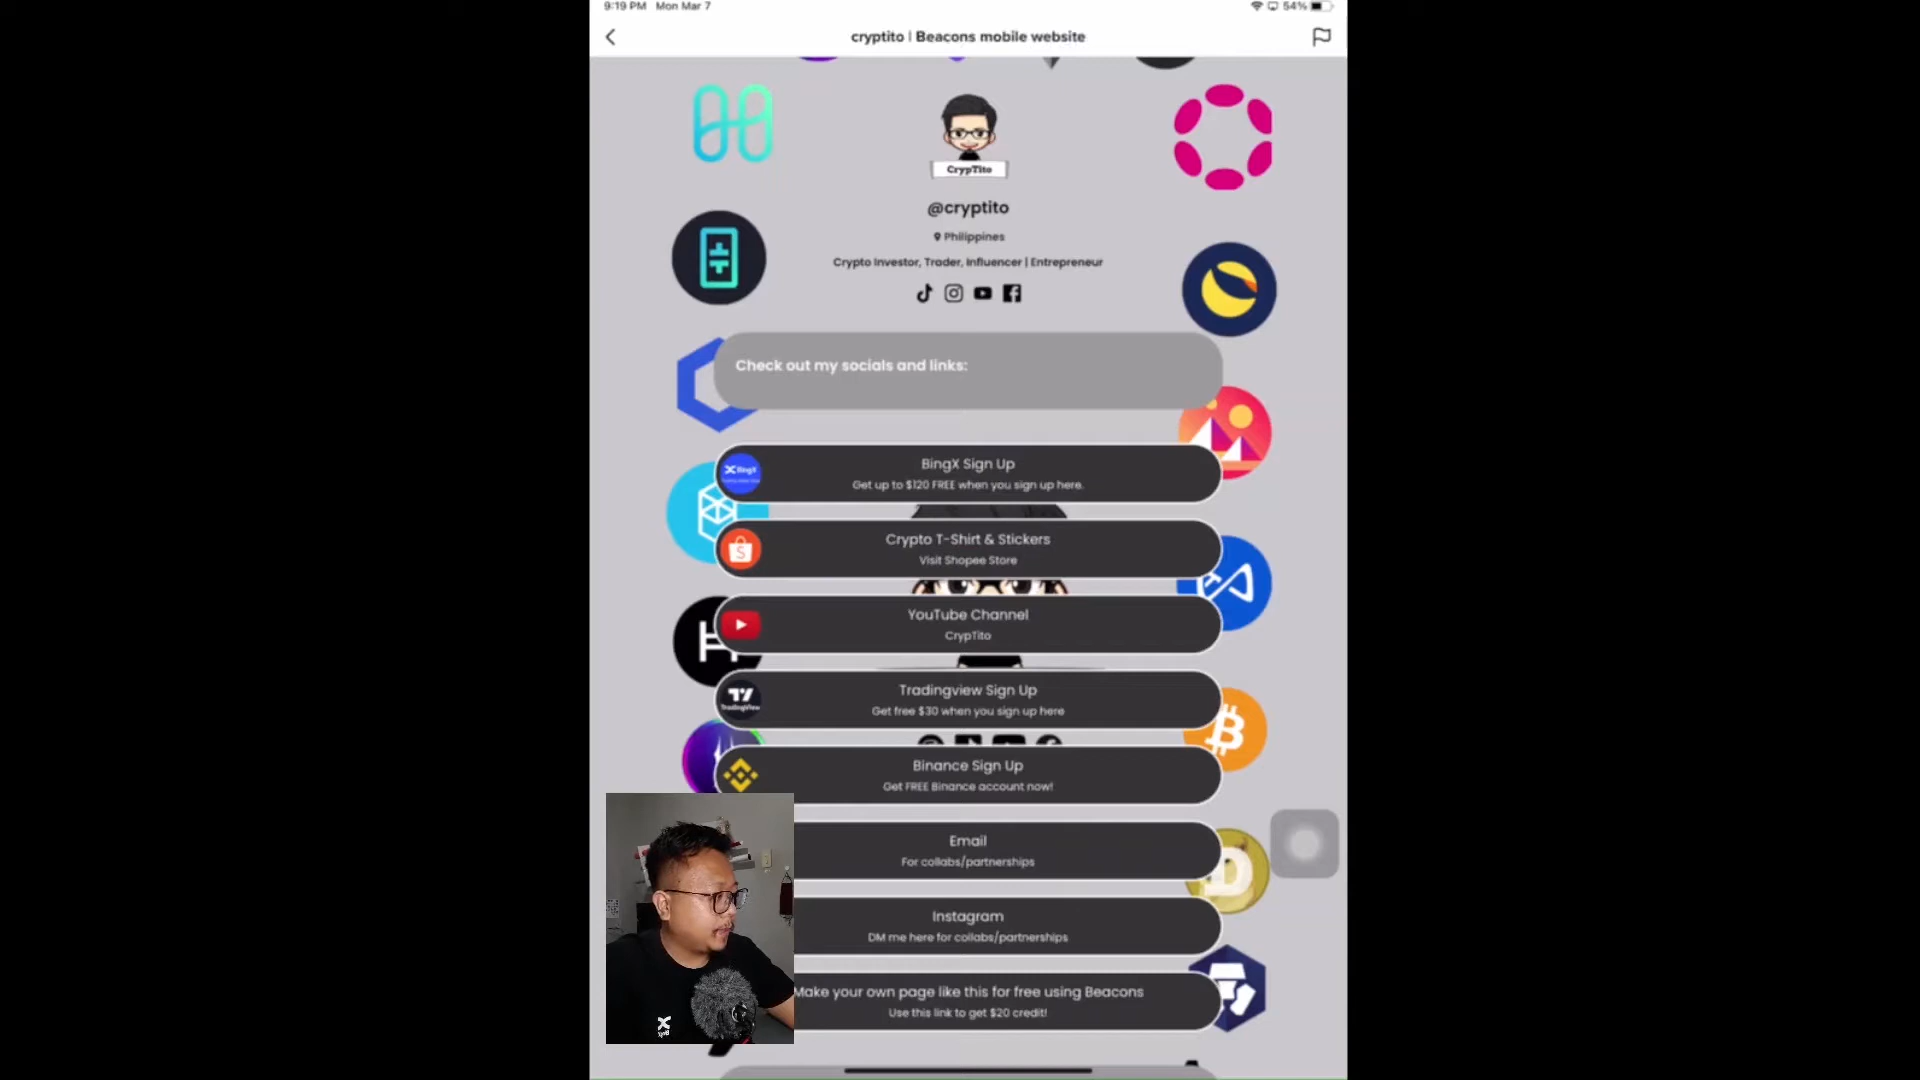 9:19 PM Mon Mar 7
54%
cryptito | Beacons mobile website
CrypTito
@cryptito
Philippines
Crypto Investor, Trader, Influencer | Entrepreneur
Check out my socials and links:
BingX
BingX Sign Up
Get up to $120 FREE when you sign up here.
Crypto T-Shirt & Stickers
Visit Shopee Store
YouTube Channel
CrypTito
TradingView
Tradingview Sign Up
Get free $30 when you sign up here
Binance Sign Up
Get FREE Binance account now!
Email
For collabs/partnerships
Instagram
DM me here for collabs/partnerships
Make your own page like this for free using Beacons
Use this link to get $20 credit!